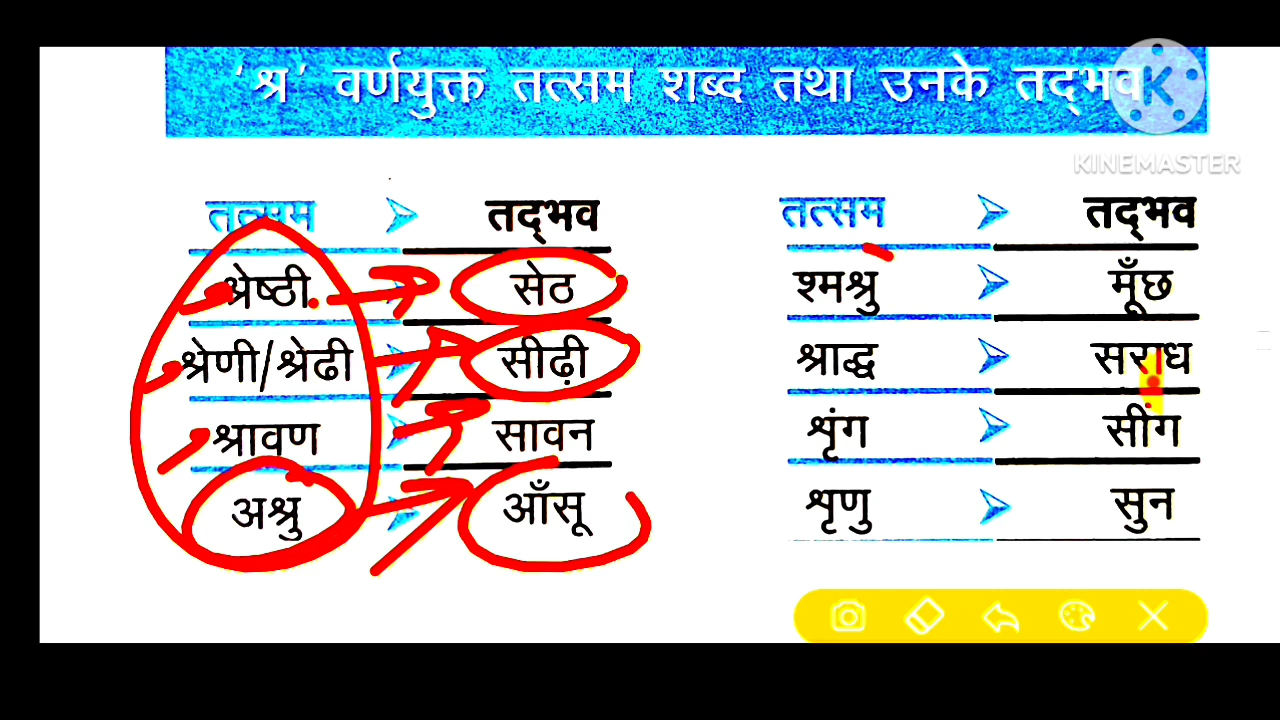 'श्र' वर्णयुक्त तत्सम शब्द तथा उनके तद्भव
KINEMASTER
तत्सम तद्भव
श्रेष्ठी सेठ
श्रेणी/श्रेढी सीढ़ी
श्रावण सावन
अश्रु आँसू
तत्सम तद्भव
श्मश्रु मूँछ
श्राद्ध सराध
शृंग सींग
शृणु सुन